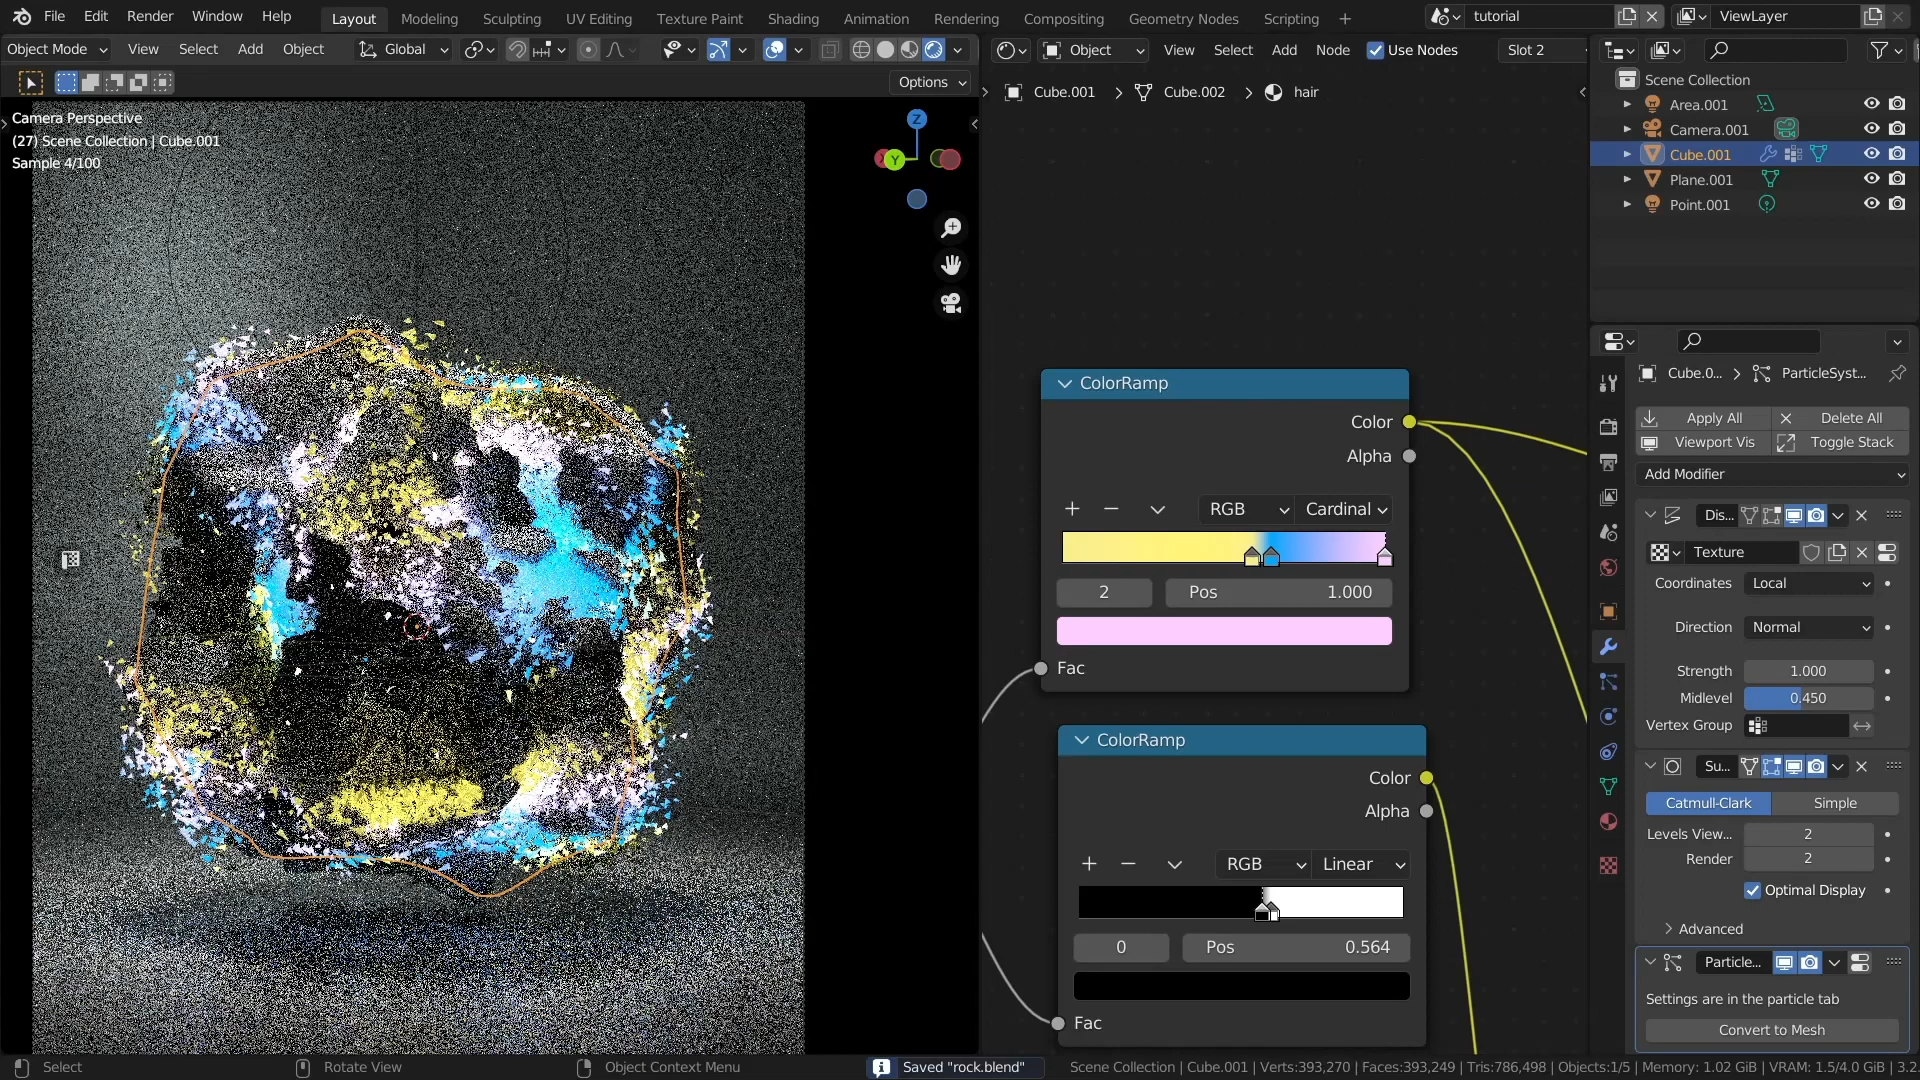 File Edit Render Window Help Layout Modeling Sculpting UV Editing Texture Paint Shading Animation Rendering Compositing Geometry Nodes Scripting + tutorial ViewLayer
Object Mode View Select Add Object Global Object View Select Add Node Use Nodes Slot 2
Options
Cube.001 > Cube.002 > hair
Camera Perspective
(27) Scene Collection | Cube.001
Sample 4/100
Z
Y
Scene Collection
Area.001
Camera.001
Cube.001
Plane.001
Point.001
ColorRamp
Color
Alpha
RGB Cardinal
2 Pos 1.000
Fac
ColorRamp
Color
Alpha
RGB Linear
0 Pos 0.564
Fac
Cube.0... > ParticleSyst...
Apply All Delete All
Viewport Vis Toggle Stack
Add Modifier
Dis...
Texture
Coordinates Local
Direction Normal
Strength 1.000
Midlevel 0.450
Vertex Group
Su...
Catmull-Clark Simple
Levels View... 2
Render 2
Optimal Display
Advanced
Particle...
Settings are in the particle tab
Convert to Mesh
Select Rotate View Object Context Menu Saved "rock.blend" Scene Collection | Cube.001 | Verts:393,270 | Faces:393,249 | Tris:786,498 | Objects:1/5 | Memory: 1.02 GiB | VRAM: 1.5/4.0 GiB | 3.2